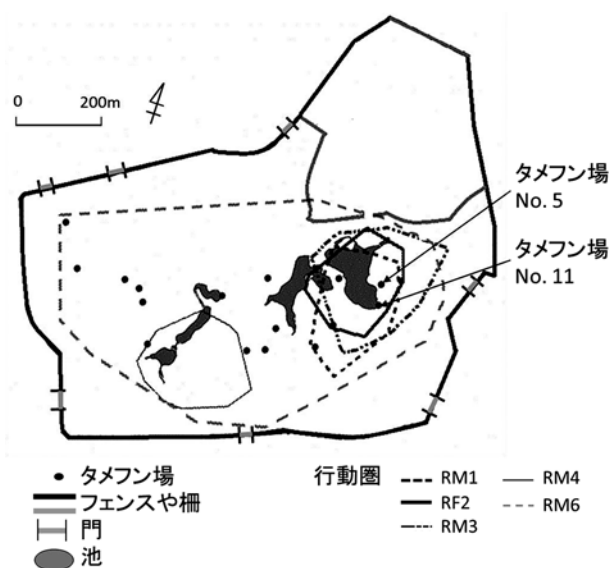 0 200m
タメフン場
No. 5
タメフン場
No. 11
タメフン場
フェンスや柵
門
池
行動圏
RM1
RF2
RM3
RM4
RM6